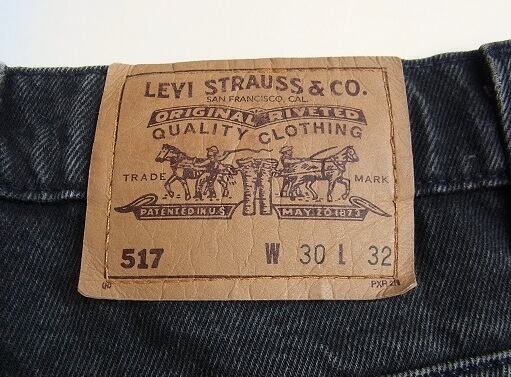 LEVI STRAUSS & CO.
SAN FRANCISCO, CAL.
ORIGINAL RIVETED
QUALITY CLOTHING
TRADE MARK
PATENTED IN U.S. MAY 20 1873
517 W 30 L 32